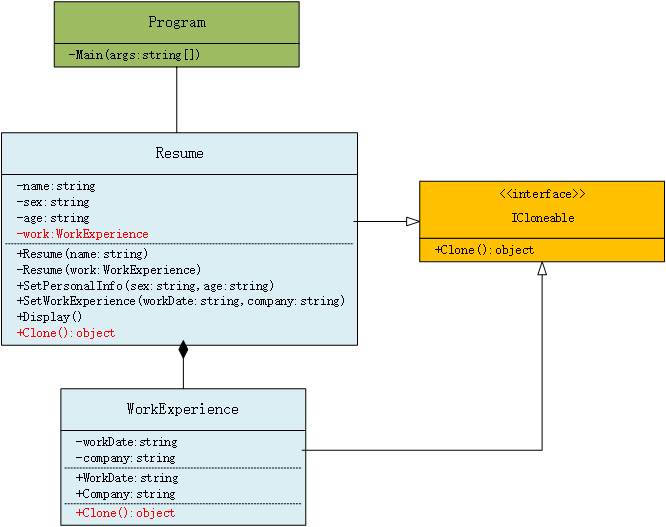 Program
-Main(args:string[])
Resume
-name:string
-sex:string
-age:string
-work:WorkExperience
+Resume(name:string)
-Resume(work:WorkExperience)
+SetPersonalInfo(sex:string,age:string)
+SetWorkExperience(workDate:string,company:string)
+Display()
+Clone():object
<<interface>>
ICloneable
+Clone():object
WorkExperience
-workDate:string
-company:string
+WorkDate:string
+Company:string
+Clone():object